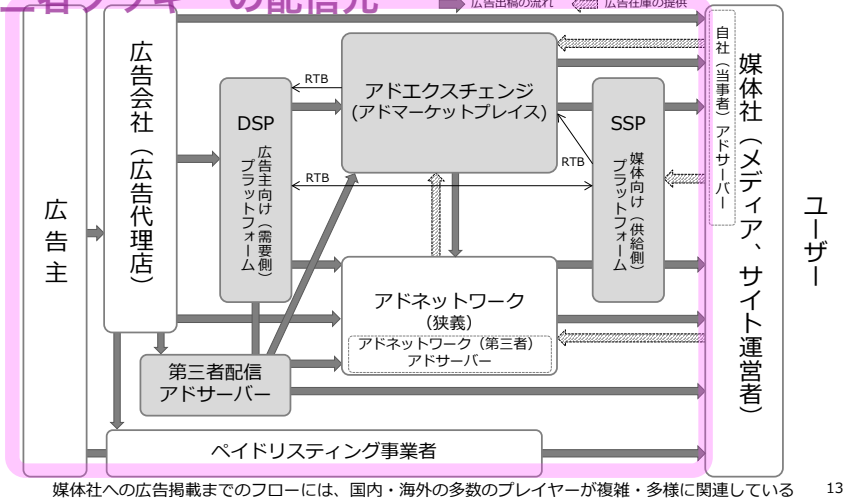 三者クッキーの配信元
広告出稿の流れ
広告在庫の提供
広告主
広告会社（広告代理店）
DSP
広告主向け（需要側）
プラットフォーム
RTB
RTB
RTB
アドエクスチェンジ
(アドマーケットプレイス)
SSP
媒体向け（供給側）
プラットフォーム
自社（当事者）アドサーバー
媒体社（メディア、サイト運営者）
ユーザー
アドネットワーク
（狭義）
アドネットワーク（第三者）
アドサーバー
第三者配信
アドサーバー
ペイドリスティング事業者
媒体社への広告掲載までのフローには、国内・海外の多数のプレイヤーが複雑・多様に関連している
13